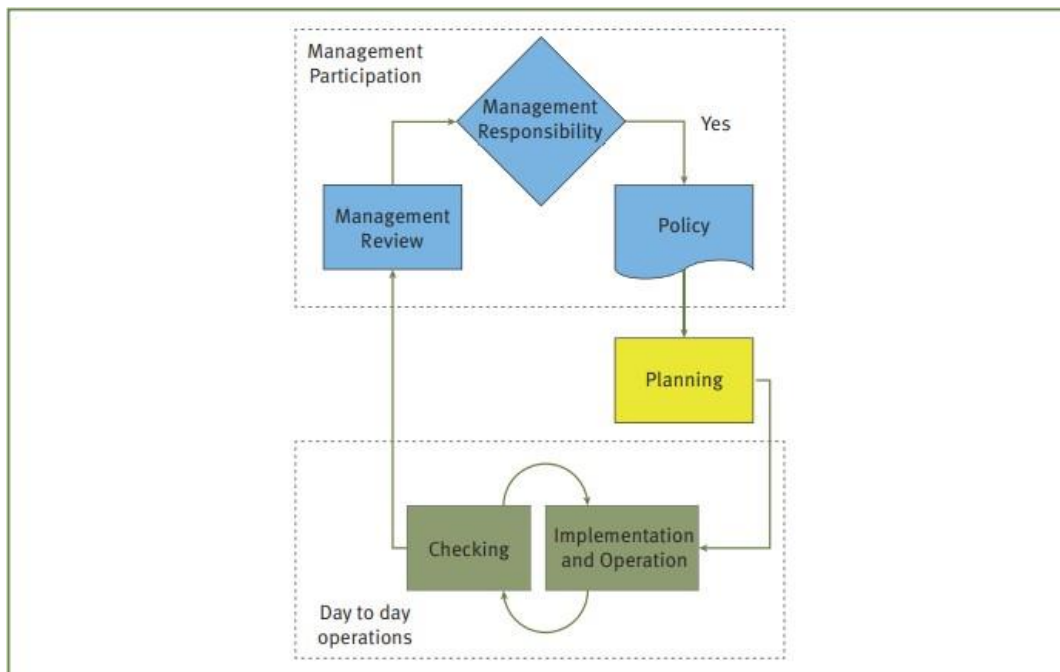 Management
Participation
Management
Responsibility
Yes
Management
Review
Policy
Planning
Checking
Implementation
and Operation
Day to day
operations